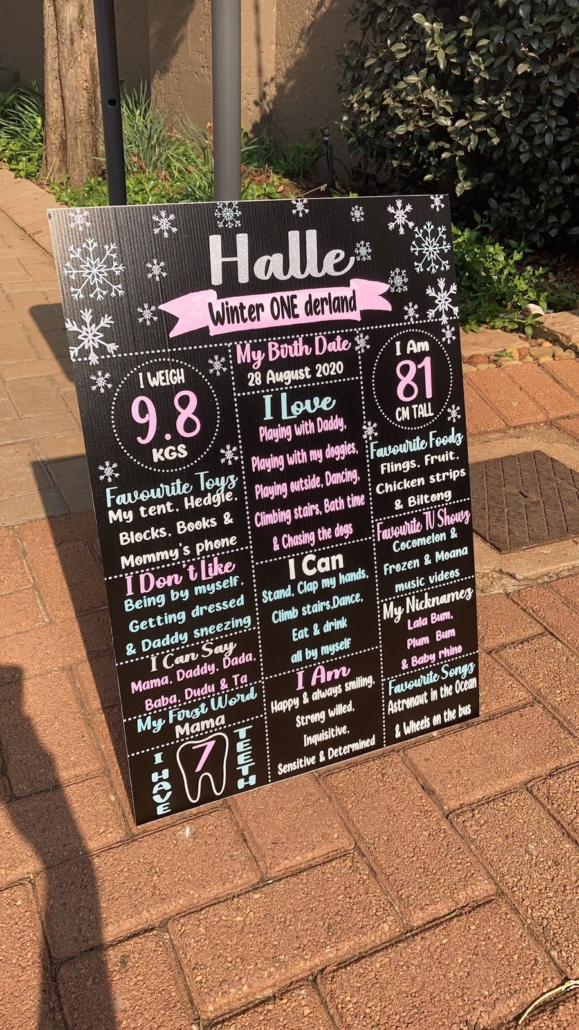 Halle
Winter ONE derland
I WEIGH
9.8
KGS
Favourite Toys
My tent, Hedgie,
Blocks, Books &
Mommy's phone
I Don't Like
Being by myself,
Getting dressed
& Daddy sneezing
I Can Say
Mama, Daddy, Dada,
Baba, Dudu & Ta
My First Word
Mama
I HAVE
7
TEETH
My Birth Date
28 August 2020
I Love
Playing with Daddy,
Playing with my doggies,
Playing outside, Dancing,
Climbing stairs, Bath time
& Chasing the dogs
I Can
Stand, Clap my hands,
Climb stairs,Dance,
Eat & drink
all by myself
I Am
Happy & always smiling,
Strong willed,
Inquisitive,
Sensitive & Determined
I Am
81
CM TALL
Favourite Foods
Flings, Fruit,
Chicken strips
& Biltong
Favourite TV Shows
Cocomelon &
Frozen & Moana
music videos
My Nicknames
Lala Bum,
Plum Bum
& Baby rhino
Favourite Songs
Astronaut in the Ocean
& Wheels on the bus